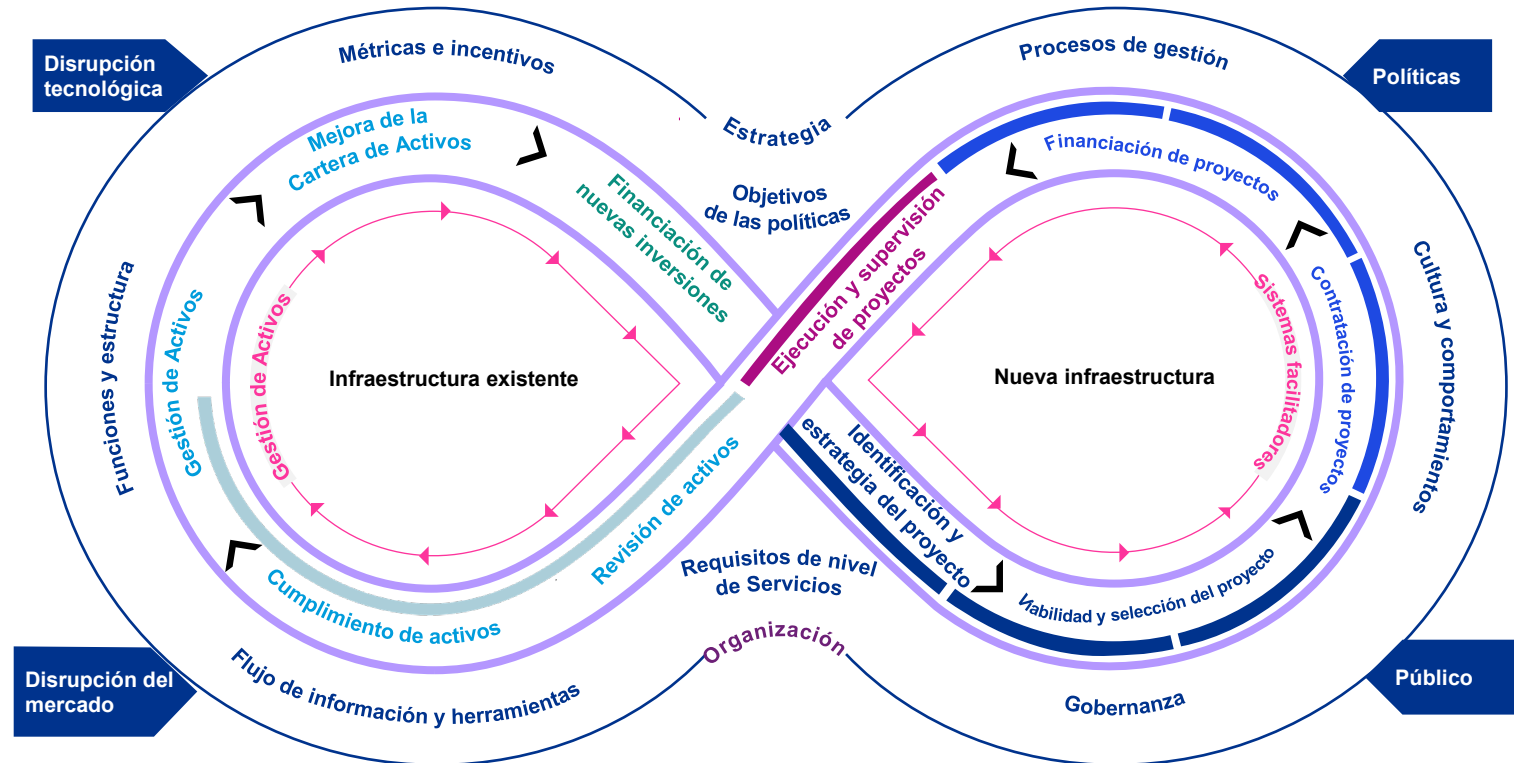 Disrupción
tecnológica
Métricas e incentivos
Estrategia
Procesos de gestión
Políticas
Mejora de la
Cartera de Activos
Financiación de
nuevas inversiones
Objetivos
de las políticas
Ejecución y supervisión
de proyectos
Financiación de proyectos
Funciones y estructura
Gestión de Activos
Gestión de Activos
Infraestructura existente
Nueva infraestructura
Sistemas facilitadores
Contratación de proyectos
Cultura y comportamientos
Revisión de activos
Cumplimiento de activos
Identificación y
estrategia del proyecto
Viabilidad y selección del proyecto
Requisitos de nivel
de Servicios
Organización
Flujo de información y herramientas
Gobernanza
Disrupción del
mercado
Público